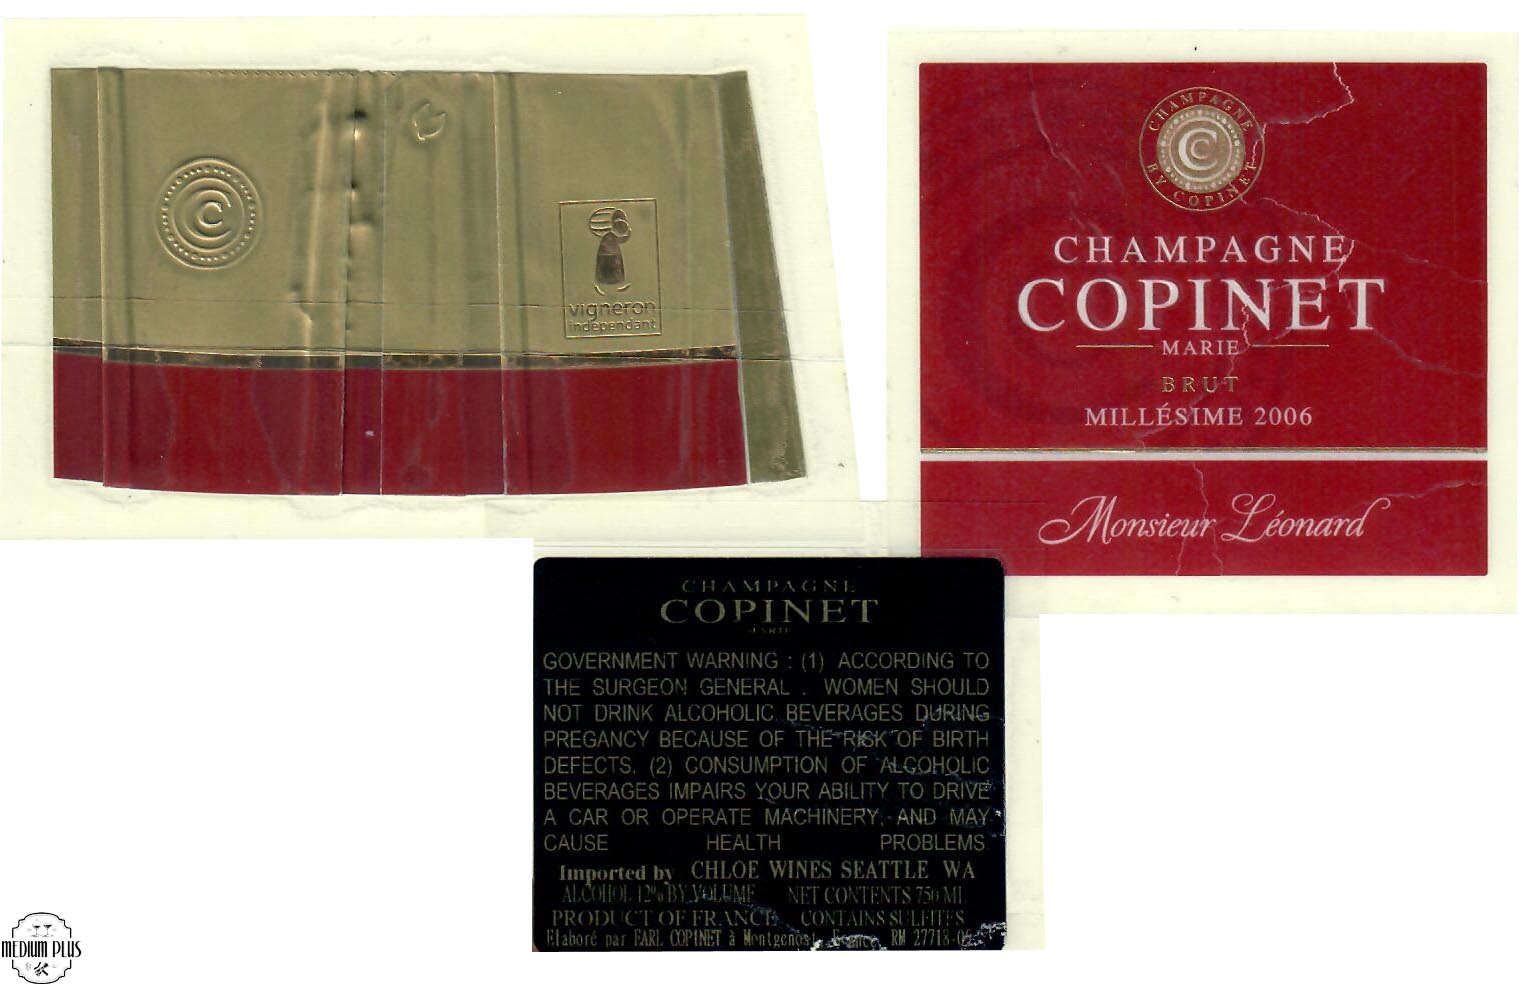 C
vigneron
independant
CHAMPAGNE
BY COPINET
C
CHAMPAGNE
COPINET
MARIE
BRUT
MILLÉSIME 2006
Monsieur Léonard
CHAMPAGNE
COPINET
MARIE
GOVERNMENT WARNING : (1) ACCORDING TO
THE SURGEON GENERAL . WOMEN SHOULD
NOT DRINK ALCOHOLIC BEVERAGES DURING
PREGANCY BECAUSE OF THE RISK OF BIRTH
DEFECTS. (2) CONSUMPTION OF ALCOHOLIC
BEVERAGES IMPAIRS YOUR ABILITY TO DRIVE
A CAR OR OPERATE MACHINERY, AND MAY
CAUSE HEALTH PROBLEMS
Imported by CHLOE WINES SEATTLE WA
ALCOHOL 12% BY VOLUME NET CONTENTS 750 ML
PRODUCT OF FRANCE CONTAINS SULFITES
Elaboré par EARL COPINET à Montgenost, France RM 27718-
MEDIUM PLUS